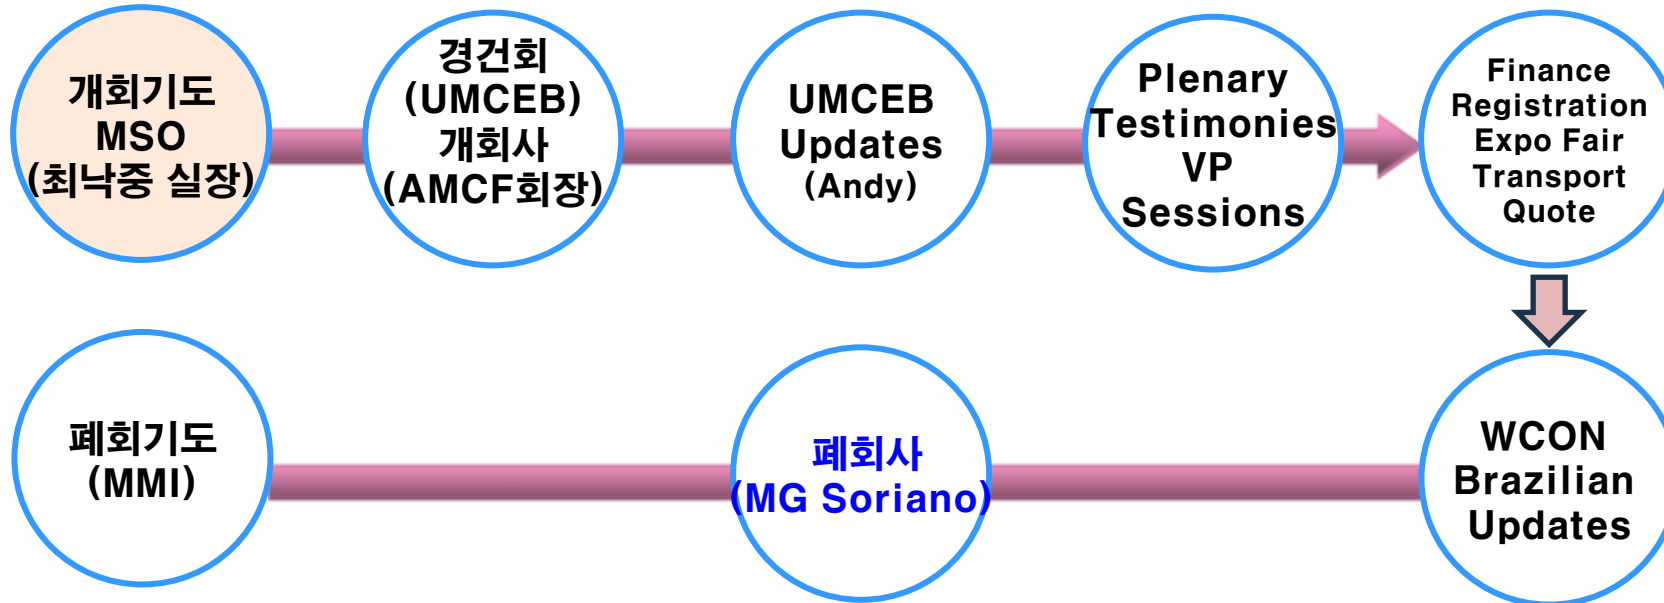 개회기도
MSO
(최낙중 실장)
경건회
(UMCEB)
개회사
(AMCF회장)
UMCEB
Updates
(Andy)
Plenary
Testimonies
VP
Sessions
Finance
Registration
Expo Fair
Transport
Quote
WCON
Brazilian
Updates
폐회사
(MG Soriano)
폐회기도
(MMI)